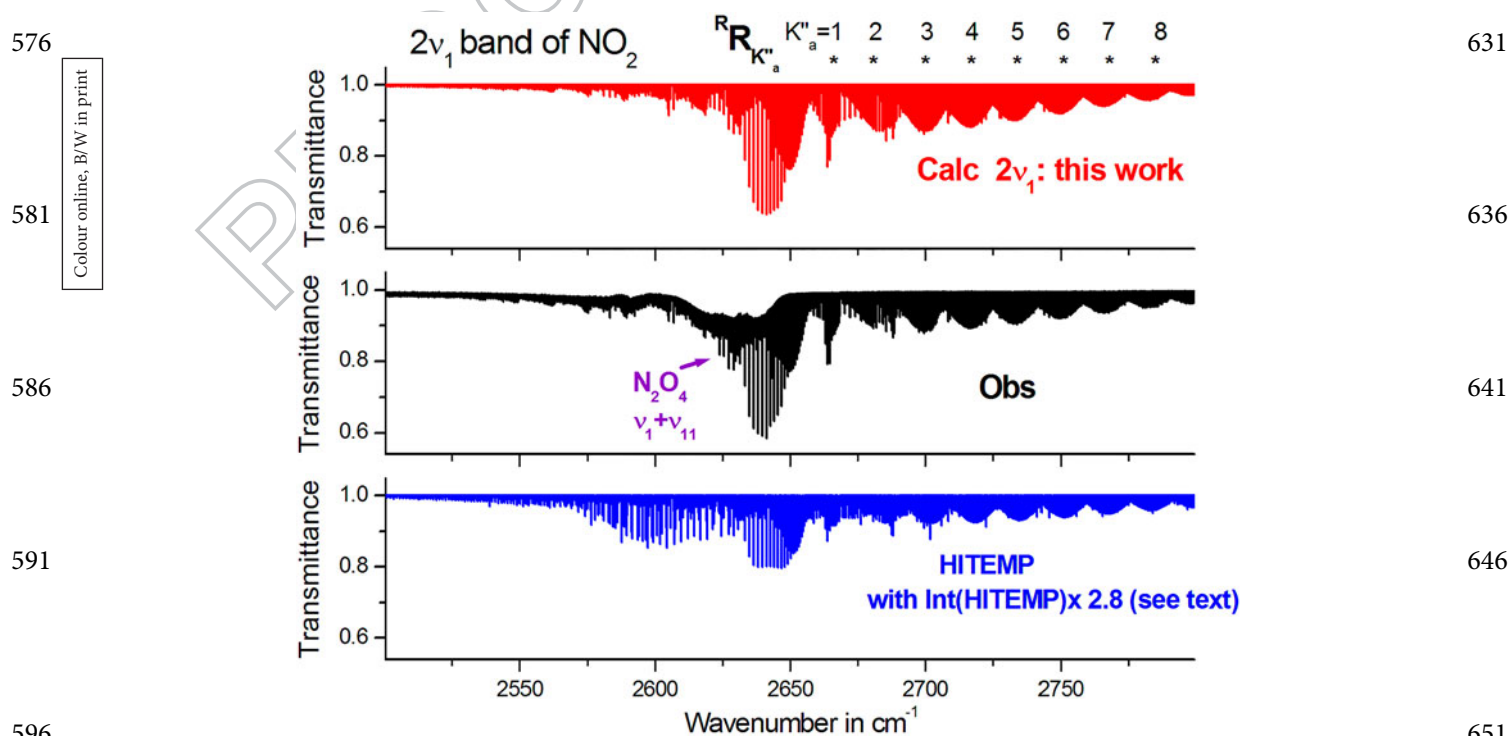 576
631
Colour online, B/W in print
2ν₁ band of NO₂
ᴿR K"ₐ K"ₐ=1 2 3 4 5 6 7 8
* * * * * * * *
Transmittance
1.0
0.8
0.6
Calc 2ν₁: this work
581
636
Transmittance
1.0
0.8
0.6
N₂O₄
ν₁+ν₁₁
Obs
586
641
Transmittance
1.0
0.8
0.6
HITEMP
with Int(HITEMP)x 2.8 (see text)
591
646
2550 2600 2650 2700 2750
Wavenumber in cm⁻¹
596
651